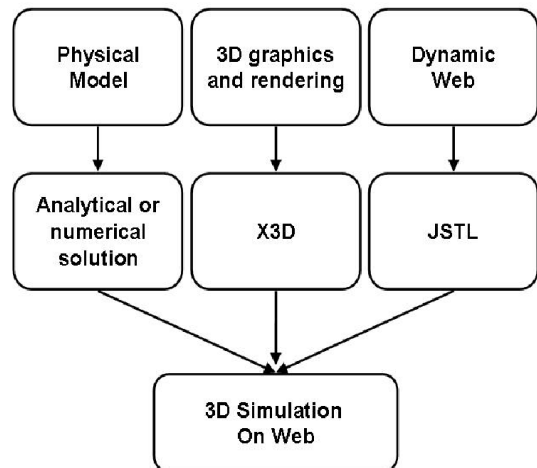 Physical
Model
3D graphics
and rendering
Dynamic
Web
Analytical or
numerical
solution
X3D
JSTL
3D Simulation
On Web